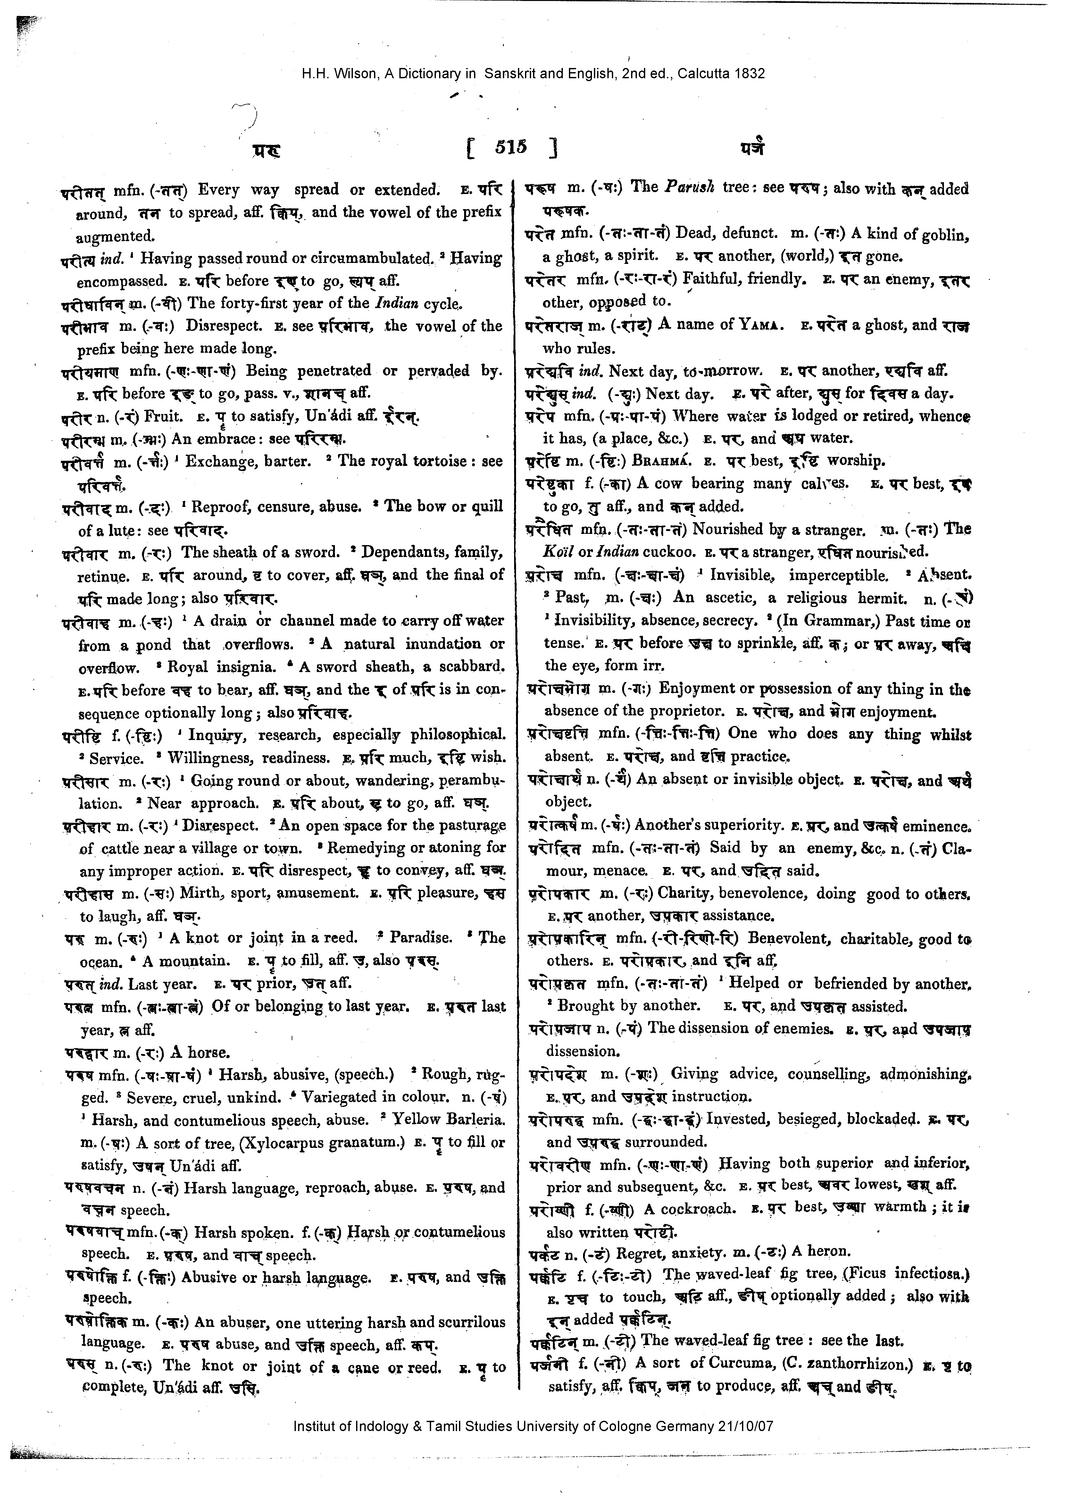 H.H. Wilson, A Dictionary in Sanskrit and English, 2nd ed., Calcutta 1832
परू [ 515 ] पर्ज
परीतत् mfn. (-तत्) Every way spread or extended. E. परि
around, तन to spread, aff. क्विप्, and the vowel of the prefix
augmented.
परीत्य ind. ¹ Having passed round or circumambulated. ² Having
encompassed. E. परि before इण् to go, ल्यप् aff.
परीधाविन् m. (-वी) The forty-first year of the Indian cycle.
परीभाव m. (-वः) Disrespect. E. see परिभाव, the vowel of the
prefix being here made long.
परीयमाण mfn. (-णः-णा-णं) Being penetrated or pervaded by.
E. परि before इङ् to go, pass. v., शानच् aff.
परीर n. (-रं) Fruit. E. पॄ to satisfy, Un'ádi aff. ईरन्.
परीरम्भ m. (-म्भः) An embrace: see परिरम्भ.
परीवर्त्त m. (-र्त्तः) ¹ Exchange, barter. ² The royal tortoise: see
परिवर्त्त.
परीवाद m. (-दः) ¹ Reproof, censure, abuse. ² The bow or quill
of a lute: see परिवाद.
परीवार m. (-रः) The sheath of a sword. ² Dependants, family,
retinue. E. परि around, वृ to cover, aff. घञ्, and the final of
परि made long; also परिवार.
परीवाह m. (-हः) ¹ A drain or channel made to carry off water
from a pond that overflows. ² A natural inundation or
overflow. ³ Royal insignia. ⁴ A sword sheath, a scabbard.
E. परि before वह to bear, aff. घञ्, and the इ of परि is in con-
sequence optionally long; also परिवाह.
परीष्टि f. (-ष्टिः) ¹ Inquiry, research, especially philosophical.
² Service. ³ Willingness, readiness. E. परि much, इष्टि wish.
परीसार m. (-रः) ¹ Going round or about, wandering, perambu-
lation. ² Near approach. E. परि about, सृ to go, aff. घञ्.
परीहार m. (-रः) ¹ Disrespect. ² An open space for the pasturage
of cattle near a village or town. ³ Remedying or atoning for
any improper action. E. परि disrespect, हृ to convey, aff. घञ्.
परीहास m. (-सः) Mirth, sport, amusement. E. परि pleasure, हस
to laugh, aff. घञ्.
परु m. (-रुः) ¹ A knot or joint in a reed. ² Paradise. ³ The
ocean. ⁴ A mountain. E. पॄ to fill, aff. उ, also परुस्.
परुत् ind. Last year. E. पर prior, उत् aff.
परुत्न mfn. (-त्नः-त्ना-त्नं) Of or belonging to last year. E. परुत last
year, त्न aff.
परुद्वार m. (-रः) A horse.
परुष mfn. (-षः-षा-षं) ¹ Harsh, abusive, (speech.) ² Rough, rug-
ged. ³ Severe, cruel, unkind. ⁴ Variegated in colour. n. (-षं)
¹ Harsh, and contumelious speech, abuse. ² Yellow Barleria.
m. (-षः) A sort of tree, (Xylocarpus granatum.) E. पॄ to fill or
satisfy, उषन् Un'ádi aff.
परुषवचन n. (-नं) Harsh language, reproach, abuse. E. परुष, and
वचन speech.
परुषवाच् mfn. (-क्) Harsh spoken. f. (-क्) Harsh or contumelious
speech. E. परुष, and वाच् speech.
परुषोक्ति f. (-क्तिः) Abusive or harsh language. E. परुष, and उक्ति
speech.
परुषोक्तिक m. (-कः) An abuser, one uttering harsh and scurrilous
language. E. परुष abuse, and उक्ति speech, aff. कप्.
परुस् n. (-रुः) The knot or joint of a cane or reed. E. पॄ to
complete, Un'ádi aff. उसि.
परूष m. (-षः) The Parush tree: see परुष; also with कन् added
परूषक.
परेत mfn. (-तः-ता-तं) Dead, defunct. m. (-तः) A kind of goblin,
a ghost, a spirit. E. पर another, (world,) इत gone.
परेतर mfn. (-रः-रा-रं) Faithful, friendly. E. पर an enemy, इतर
other, opposed to.
परेतराज् m. (-राट्) A name of YAMA. E. परेत a ghost, and राज
who rules.
परेद्यवि ind. Next day, to-morrow. E. पर another, एद्यवि aff.
परेद्युस् ind. (-द्युः) Next day. E. परे after, द्युस् for दिवस a day.
परेप mfn. (-पः-पा-पं) Where water is lodged or retired, whence
it has, (a place, &c.) E. पर, and अप water.
परेष्टि m. (-ष्टिः) BRAHMÁ. E. पर best, इष्टि worship.
परेष्टुका f. (-का) A cow bearing many calves. E. पर best, इष
to go, तु aff., and कन् added.
परैधित mfn. (-तः-ता-तं) Nourished by a stranger. m. (-तः) The
Koïl or Indian cuckoo. E. पर a stranger, एधित nourished.
परोक्ष mfn. (-क्षः-क्षा-क्षं) ¹ Invisible, imperceptible. ² Absent.
³ Past, m. (-क्षः) An ascetic, a religious hermit. n. (-क्षं)
¹ Invisibility, absence, secrecy. ² (In Grammar,) Past time or
tense. E. पर before उक्ष to sprinkle, aff. क; or पर away, अक्षि
the eye, form irr.
परोक्षभोग m. (-गः) Enjoyment or possession of any thing in the
absence of the proprietor. E. परोक्ष, and भोग enjoyment.
परोक्षवृत्ति mfn. (-त्तिः-त्तिः-त्ति) One who does any thing whilst
absent. E. परोक्ष, and वृत्ति practice.
परोक्षार्थ n. (-र्थं) An absent or invisible object. E. परोक्ष, and अर्थ
object.
परोत्कर्ष m. (-र्षः) Another's superiority. E. पर, and उत्कर्ष eminence.
परोदित mfn. (-तः-ता-तं) Said by an enemy, &c. n. (-तं) Cla-
mour, menace. E. पर, and उदित said.
परोपकार m. (-रः) Charity, benevolence, doing good to others.
E. पर another, उपकार assistance.
परोपकारिन् mfn. (-री-रिणी-रि) Benevolent, charitable, good to
others. E. परोपकार, and इनि aff.
परोपकृत mfn. (-तः-ता-तं) ¹ Helped or befriended by another.
² Brought by another. E. पर, and उपकृत assisted.
परोपजाप n. (-पं) The dissension of enemies. E. पर, and उपजाप
dissension.
परोपदेश m. (-शः) Giving advice, counselling, admonishing.
E. पर, and उपदेश instruction.
परोपरुद्ध mfn. (-द्धः-द्धा-द्धं) Invested, besieged, blockaded. E. पर,
and उपरुद्ध surrounded.
परोवरीण mfn. (-णः-णा-णं) Having both superior and inferior,
prior and subsequent, &c. E. पर best, अवर lowest, खञ् aff.
परोष्णी f. (-ष्णी) A cockroach. E. पर best, उष्णा warmth; it is
also written परोष्टी.
पर्कट n. (-टं) Regret, anxiety. m. (-टः) A heron.
पर्कटि f. (-टिः-टी) The waved-leaf fig tree, (Ficus infectiosa.)
E. पृच to touch, अटि aff., ङीष् optionally added; also with
इन् added पर्कटिन्.
पर्कटिन् m. (-टी) The waved-leaf fig tree: see the last.
पर्जनी f. (-नी) A sort of Curcuma, (C. zanthorrhizon.) E. पृ to
satisfy, aff. क्विप्, जन to produce, aff. अच् and ङीष्.
Institut of Indology & Tamil Studies University of Cologne Germany 21/10/07